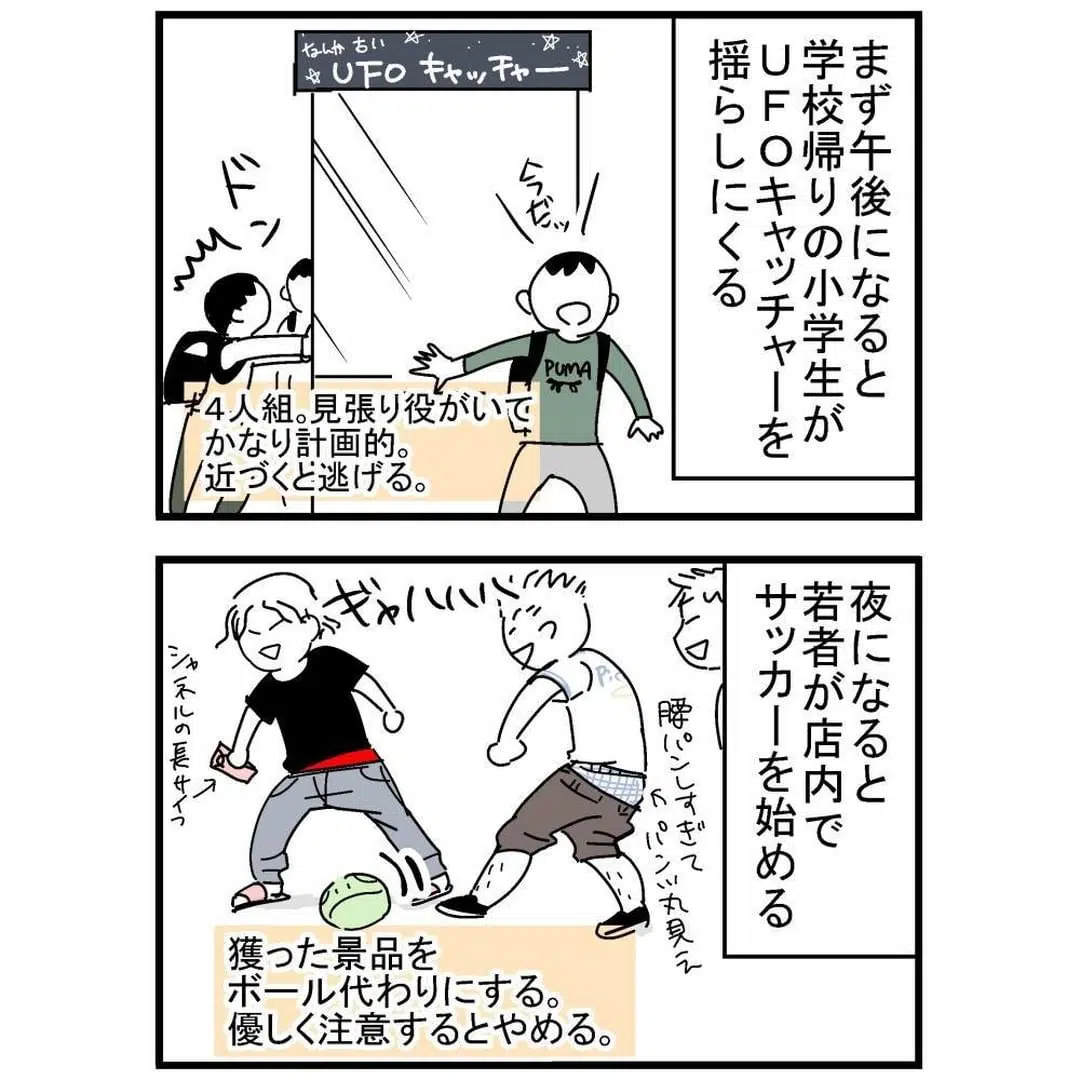 まず午後になると
学校帰りの小学生が
ＵＦＯキャッチャーを
揺らしにくる
なんか ちい
UFO キャッチャー
今だッ
ドン
PUMA
４人組。見張り役がいて
かなり計画的。
近づくと逃げる。
夜になると
若者が店内で
サッカーを始める
ギャハハハハ
Pic
腰パンしすぎて
パンツ丸見え
シャネルの長サイフ
獲った景品を
ボール代わりにする。
優しく注意するとやめる。